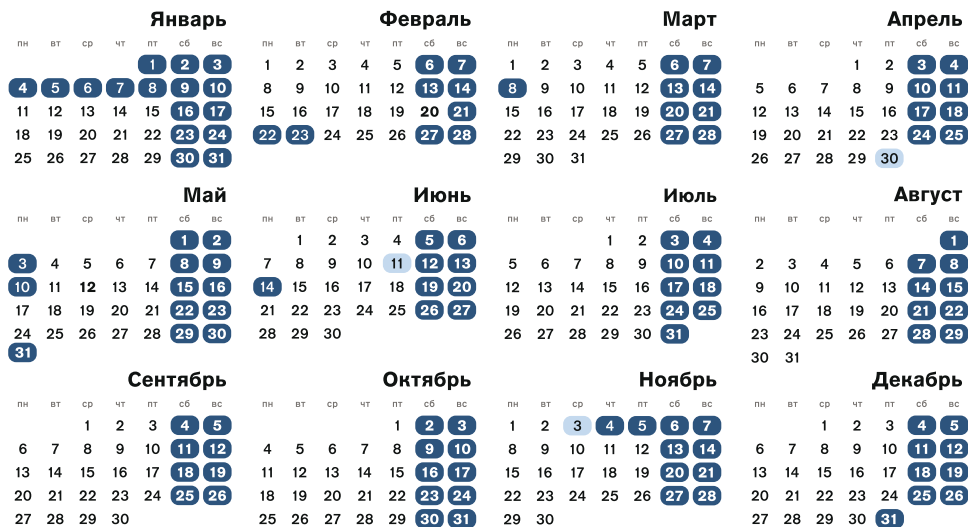 Январь
пн вт ср чт пт сб вс
1 2 3
4 5 6 7 8 9 10
11 12 13 14 15 16 17
18 19 20 21 22 23 24
25 26 27 28 29 30 31
Февраль
пн вт ср чт пт сб вс
1 2 3 4 5 6 7
8 9 10 11 12 13 14
15 16 17 18 19 20 21
22 23 24 25 26 27 28
Март
пн вт ср чт пт сб вс
1 2 3 4 5 6 7
8 9 10 11 12 13 14
15 16 17 18 19 20 21
22 23 24 25 26 27 28
29 30 31
Апрель
пн вт ср чт пт сб вс
1 2 3 4
5 6 7 8 9 10 11
12 13 14 15 16 17 18
19 20 21 22 23 24 25
26 27 28 29 30
Май
пн вт ср чт пт сб вс
1 2
3 4 5 6 7 8 9
10 11 12 13 14 15 16
17 18 19 20 21 22 23
24 25 26 27 28 29 30
31
Июнь
пн вт ср чт пт сб вс
1 2 3 4 5 6
7 8 9 10 11 12 13
14 15 16 17 18 19 20
21 22 23 24 25 26 27
28 29 30
Июль
пн вт ср чт пт сб вс
1 2 3 4
5 6 7 8 9 10 11
12 13 14 15 16 17 18
19 20 21 22 23 24 25
26 27 28 29 30 31
Август
пн вт ср чт пт сб вс
1
2 3 4 5 6 7 8
9 10 11 12 13 14 15
16 17 18 19 20 21 22
23 24 25 26 27 28 29
30 31
Сентябрь
пн вт ср чт пт сб вс
1 2 3 4 5
6 7 8 9 10 11 12
13 14 15 16 17 18 19
20 21 22 23 24 25 26
27 28 29 30
Октябрь
пн вт ср чт пт сб вс
1 2 3
4 5 6 7 8 9 10
11 12 13 14 15 16 17
18 19 20 21 22 23 24
25 26 27 28 29 30 31
Ноябрь
пн вт ср чт пт сб вс
1 2 3 4 5 6 7
8 9 10 11 12 13 14
15 16 17 18 19 20 21
22 23 24 25 26 27 28
29 30
Декабрь
пн вт ср чт пт сб вс
1 2 3 4 5
6 7 8 9 10 11 12
13 14 15 16 17 18 19
20 21 22 23 24 25 26
27 28 29 30 31